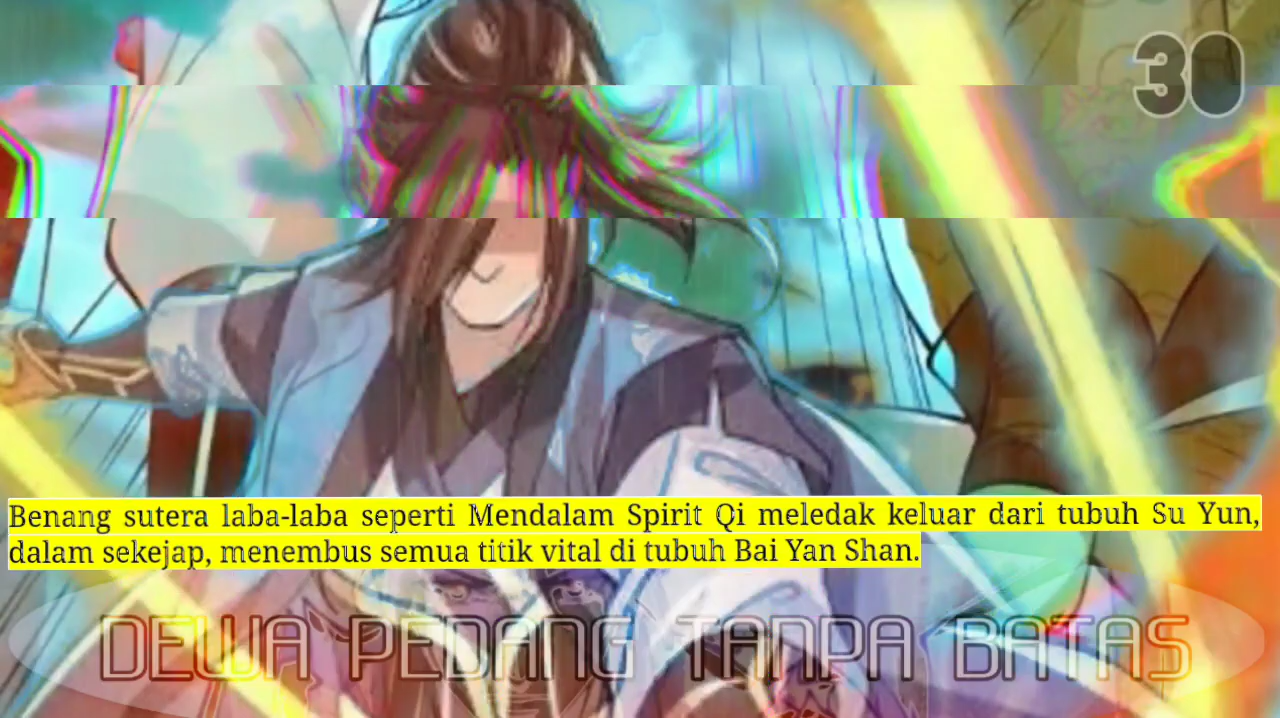 30
Benang sutera laba-laba seperti Mendalam Spirit Qi meledak keluar dari tubuh Su Yun,
dalam sekejap, menembus semua titik vital di tubuh Bai Yan Shan.
DEWA PEDANG TANPA BATAS